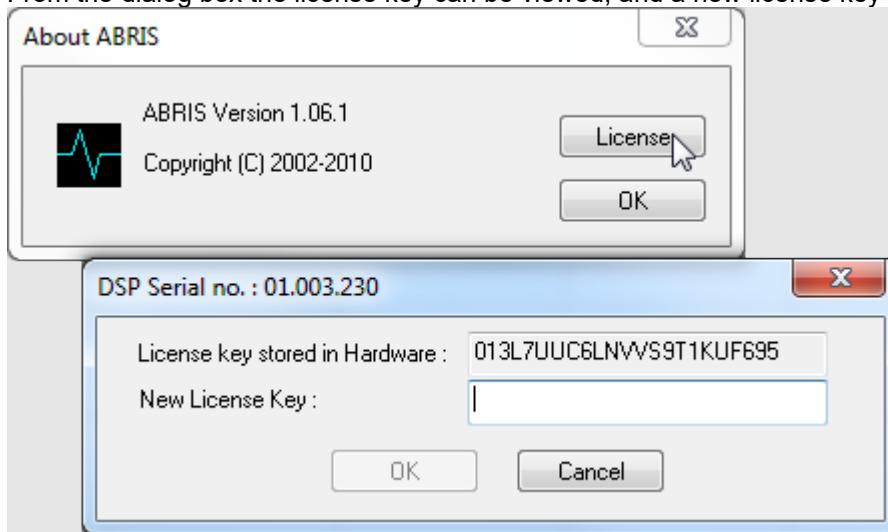 From the dialog box the license key can be viewed, and a new license key
About ABRIS
ABRIS Version 1.06.1
Copyright (C) 2002-2010
License
OK
DSP Serial no. : 01.003.230
License key stored in Hardware : 013L7UUC6LNVVS9T1KUF695
New License Key :
OK Cancel